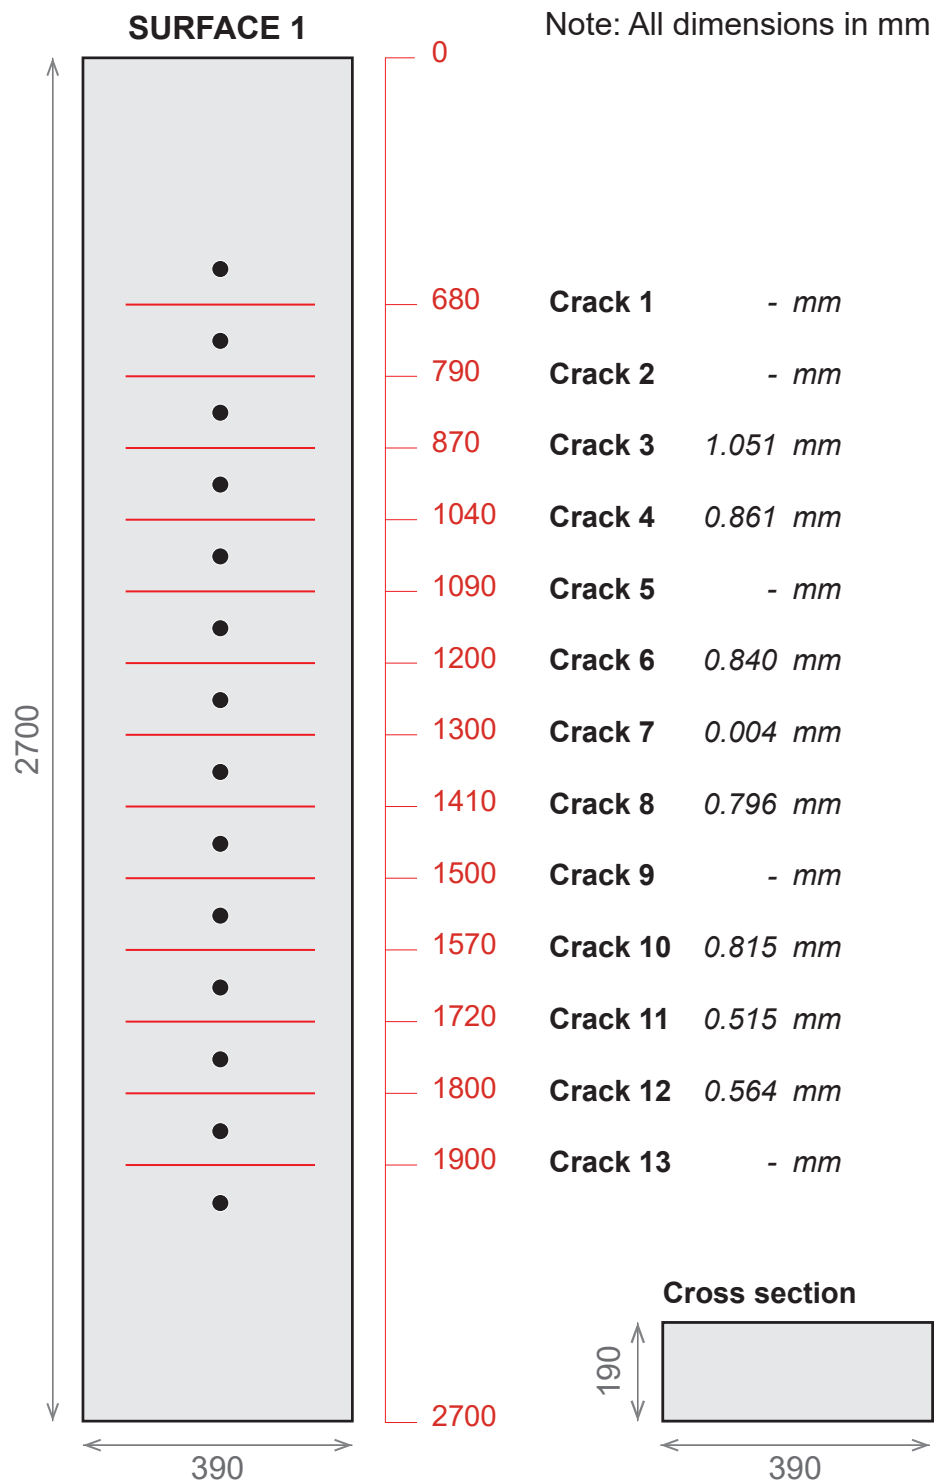 SURFACE 1
Note: All dimensions in mm
0
680 Crack 1 - mm
790 Crack 2 - mm
870 Crack 3 1.051 mm
1040 Crack 4 0.861 mm
1090 Crack 5 - mm
1200 Crack 6 0.840 mm
1300 Crack 7 0.004 mm
2700
1410 Crack 8 0.796 mm
1500 Crack 9 - mm
1570 Crack 10 0.815 mm
1720 Crack 11 0.515 mm
1800 Crack 12 0.564 mm
1900 Crack 13 - mm
Cross section
190
2700
390
390